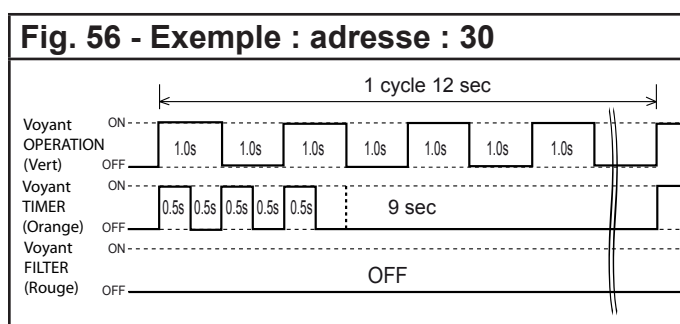 Fig. 56 - Exemple : adresse : 30
1 cycle 12 sec
Voyant
OPERATION
(Vert)
ON
OFF
1.0s 1.0s 1.0s 1.0s 1.0s 1.0s 1.0s
Voyant
TIMER
(Orange)
ON
OFF
0.5s 0.5s 0.5s 0.5s 0.5s
9 sec
Voyant
FILTER
(Rouge)
ON
OFF
OFF